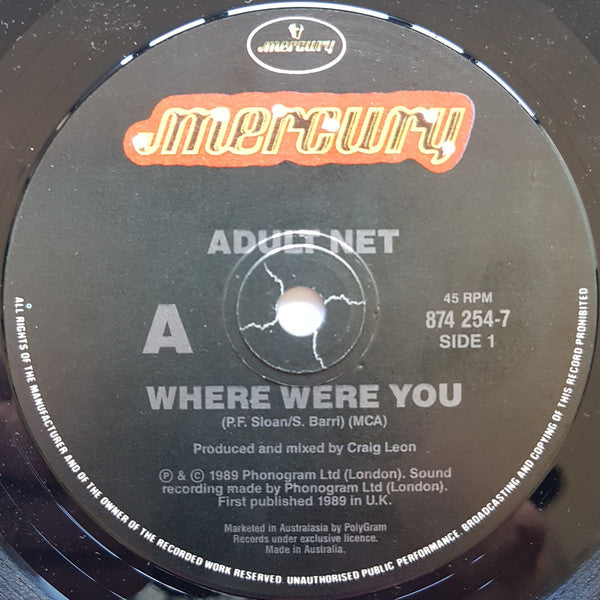 mercury
mercury
ADULT NET
A
45 RPM
874 254-7
SIDE 1
WHERE WERE YOU
(P.F. Sloan/S. Barri) (MCA)
Produced and mixed by Craig Leon
Ⓟ & © 1989 Phonogram Ltd (London). Sound
recording made by Phonogram Ltd (London).
First published 1989 in U.K.
Marketed in Australasia by PolyGram
Records under exclusive licence.
Made in Australia.
ALL RIGHTS OF THE MANUFACTURER AND OF THE OWNER OF THE RECORDED WORK RESERVED. UNAUTHORISED PUBLIC PERFORMANCE, BROADCASTING AND COPYING OF THIS RECORD PROHIBITED